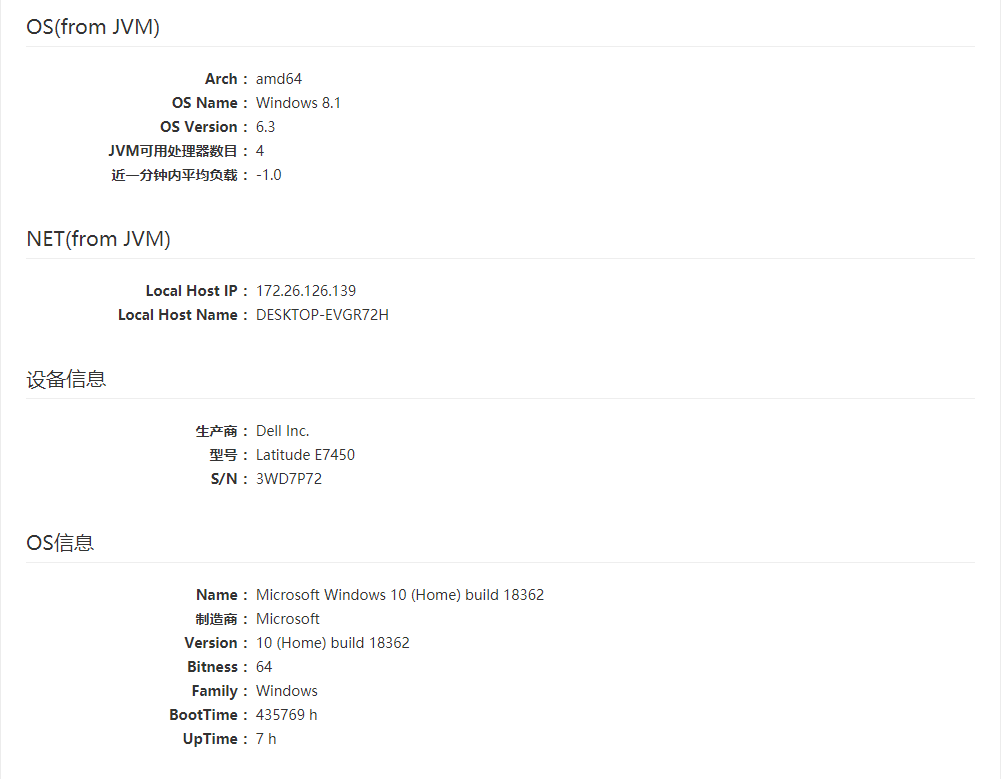 OS(from JVM)
Arch： amd64
OS Name： Windows 8.1
OS Version： 6.3
JVM可用处理器数目： 4
近一分钟内平均负载： -1.0
NET(from JVM)
Local Host IP： 172.26.126.139
Local Host Name： DESKTOP-EVGR72H
设备信息
生产商： Dell Inc.
型号： Latitude E7450
S/N： 3WD7P72
OS信息
Name： Microsoft Windows 10 (Home) build 18362
制造商： Microsoft
Version： 10 (Home) build 18362
Bitness： 64
Family： Windows
BootTime： 435769 h
UpTime： 7 h